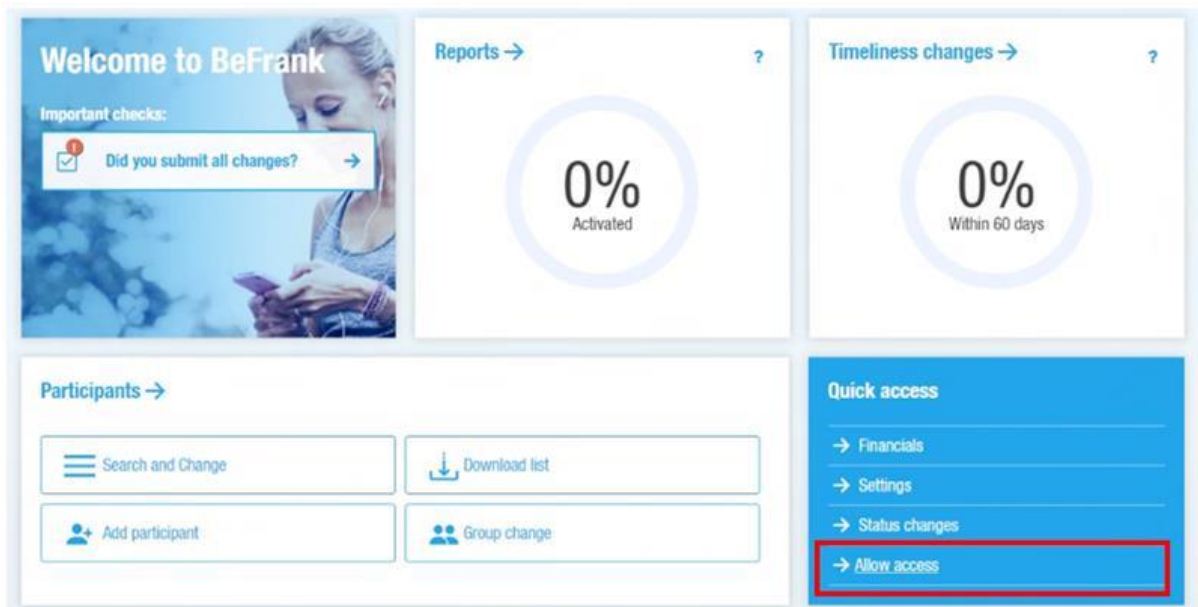 Welcome to BeFrank
Important checks:
! Did you submit all changes?
Reports
?
0%
Activated
Timeliness changes
?
0%
Within 60 days
Participants
Search and Change
Download list
Add participant
Group change
Quick access
Financials
Settings
Status changes
Allow access